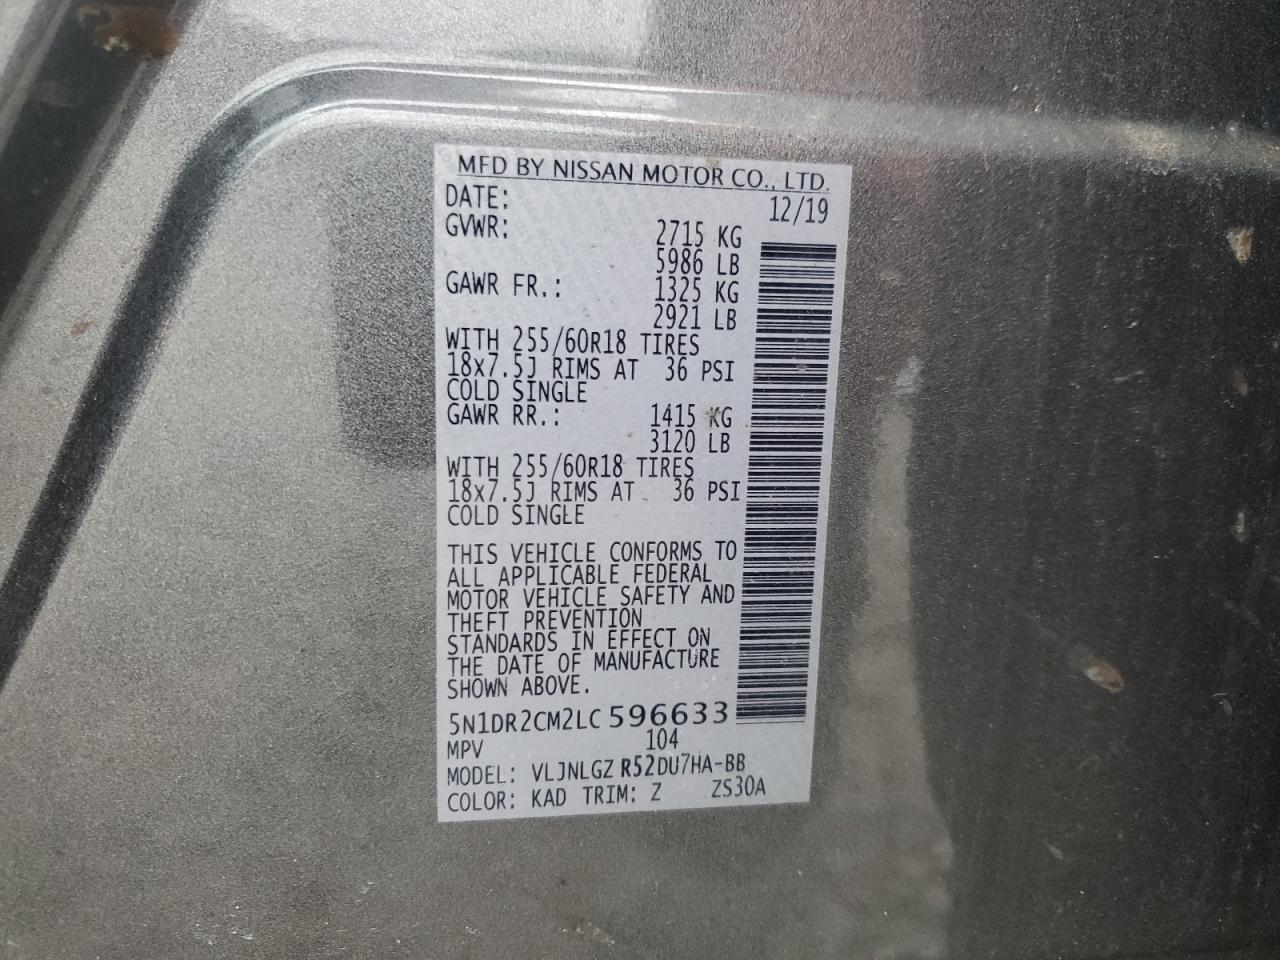 MFD BY NISSAN MOTOR CO., LTD.
DATE: 12/19
GVWR: 2715 KG
5986 LB
GAWR FR.: 1325 KG
2921 LB
WITH 255/60R18 TIRES
18x7.5J RIMS AT 36 PSI
COLD SINGLE
GAWR RR.: 1415 KG
3120 LB
WITH 255/60R18 TIRES
18x7.5J RIMS AT 36 PSI
COLD SINGLE
THIS VEHICLE CONFORMS TO
ALL APPLICABLE FEDERAL
MOTOR VEHICLE SAFETY AND
THEFT PREVENTION
STANDARDS IN EFFECT ON
THE DATE OF MANUFACTURE
SHOWN ABOVE.
5N1DR2CM2LC596633
MPV 104
MODEL: VLJNLGZ R52DU7HA-BB
COLOR: KAD TRIM: Z ZS30A